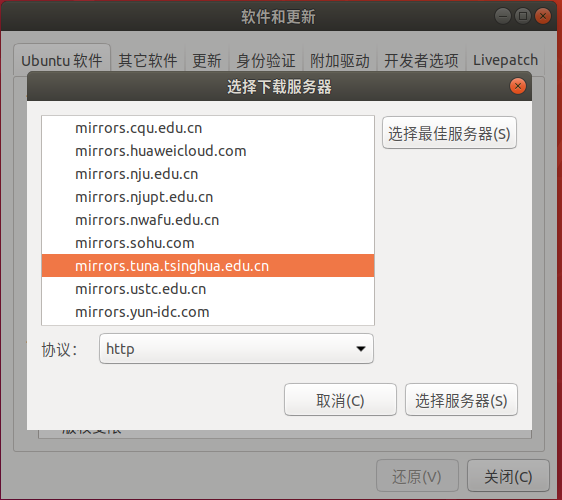 软件和更新
Ubuntu 软件 其它软件 更新 身份验证 附加驱动 开发者选项 Livepatch
选择下载服务器
mirrors.cqu.edu.cn
选择最佳服务器(S)
mirrors.huaweicloud.com
mirrors.nju.edu.cn
mirrors.njupt.edu.cn
mirrors.nwafu.edu.cn
mirrors.sohu.com
mirrors.tuna.tsinghua.edu.cn
mirrors.ustc.edu.cn
mirrors.yun-idc.com
协议： http
取消(C) 选择服务器(S)
还原(V) 关闭(C)